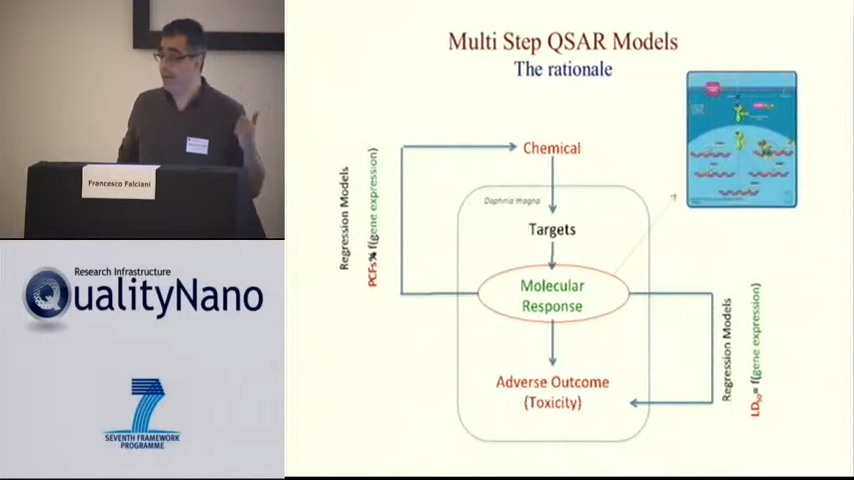 Francesco Falciani
Research Infrastructure
QualityNano
7
SEVENTH FRAMEWORK
PROGRAMME
Multi Step QSAR Models
The rationale
Chemical
Daphnia magna
Targets
Molecular
Response
Adverse Outcome
(Toxicity)
Regression Models
f(gene expression)
Regression Models
LD50= f(gene expression)